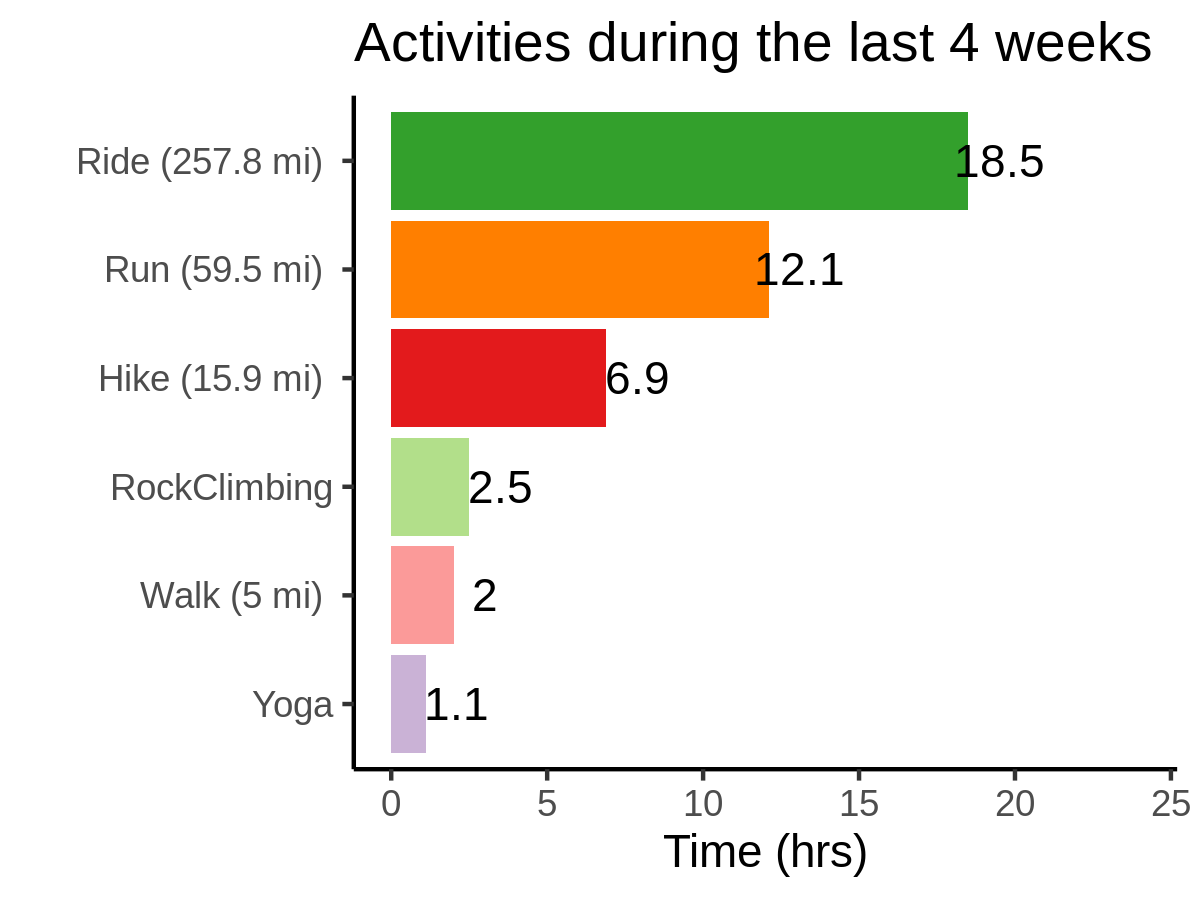 Activities during the last 4 weeks
Ride (257.8 mi) 18.5
Run (59.5 mi) 12.1
Hike (15.9 mi) 6.9
RockClimbing 2.5
Walk (5 mi) 2
Yoga 1.1
0 5 10 15 20 25
Time (hrs)